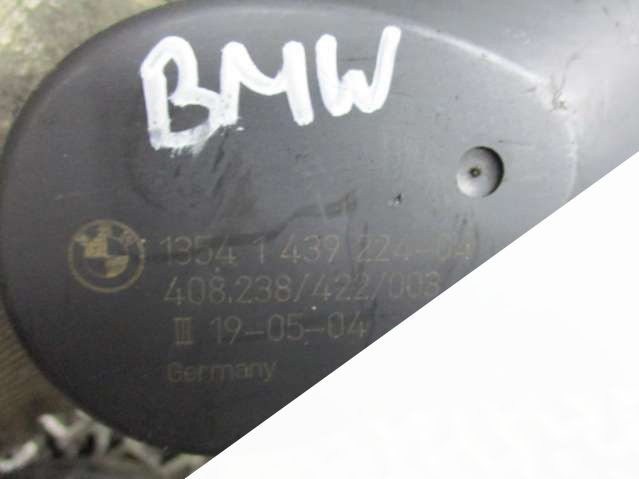 BMW
1354 1 439 224-04
408.238/422/003
III 19-05-04
Germany